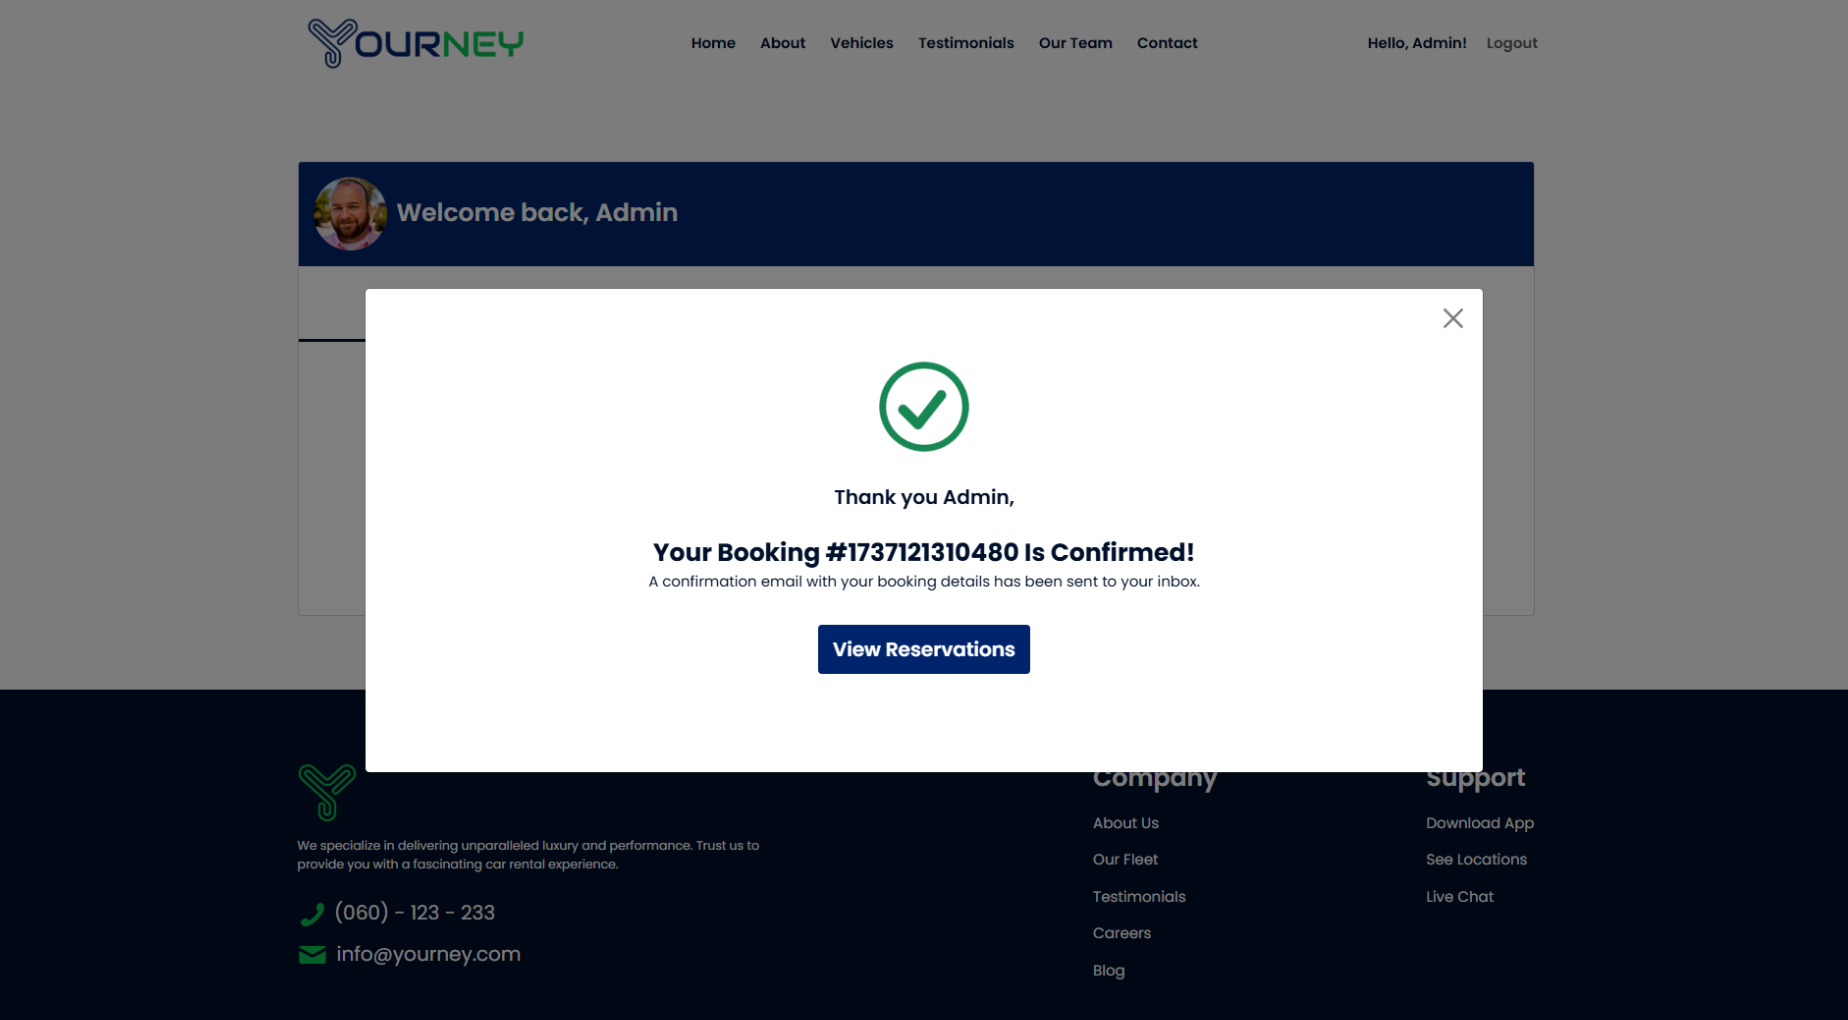 YOURNEY
Home About Vehicles Testimonials Our Team Contact
Hello, Admin! Logout
Welcome back, Admin
Thank you Admin,
Your Booking #1737121310480 Is Confirmed!
A confirmation email with your booking details has been sent to your inbox.
View Reservations
We specialize in delivering unparalleled luxury and performance. Trust us to
provide you with a fascinating car rental experience.
(060) - 123 - 233
info@yourney.com
Company
About Us
Our Fleet
Testimonials
Careers
Blog
Support
Download App
See Locations
Live Chat